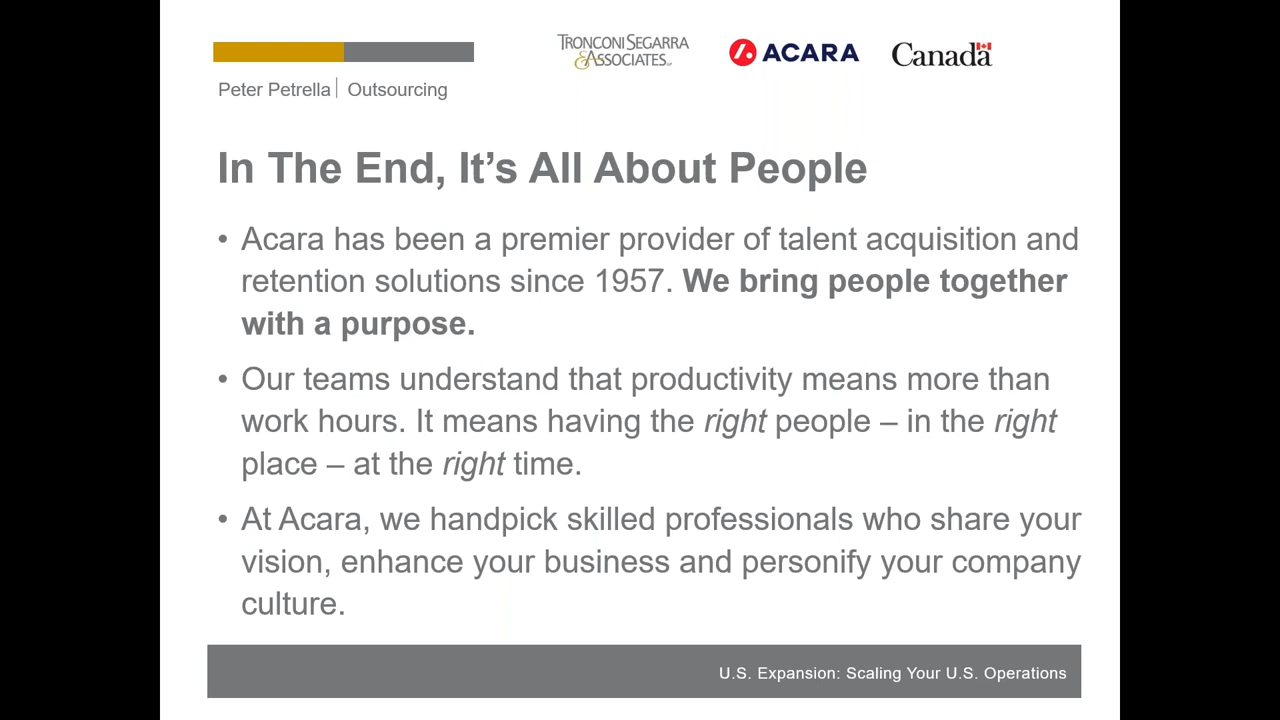 TRONCONI SEGARRA
& ASSOCIATES LLP
ACARA
Canada
Peter Petrella | Outsourcing
In The End, It’s All About People
• Acara has been a premier provider of talent acquisition and
retention solutions since 1957. We bring people together
with a purpose.
• Our teams understand that productivity means more than
work hours. It means having the right people – in the right
place – at the right time.
• At Acara, we handpick skilled professionals who share your
vision, enhance your business and personify your company
culture.
U.S. Expansion: Scaling Your U.S. Operations